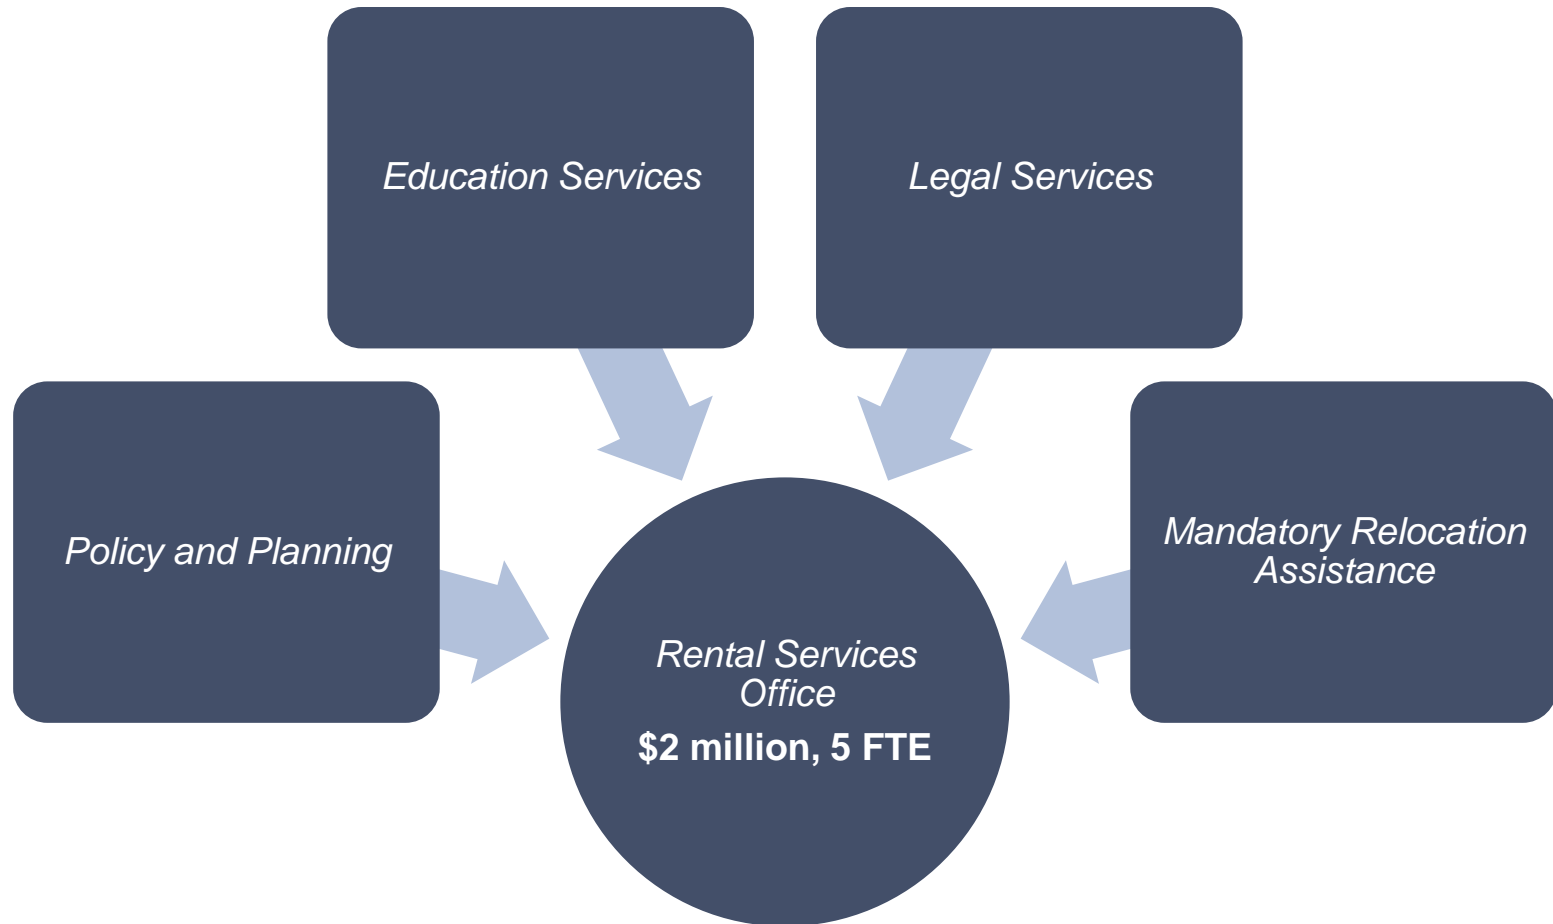 Education Services
Legal Services
Policy and Planning
Mandatory Relocation
Assistance
Rental Services
Office
$2 million, 5 FTE